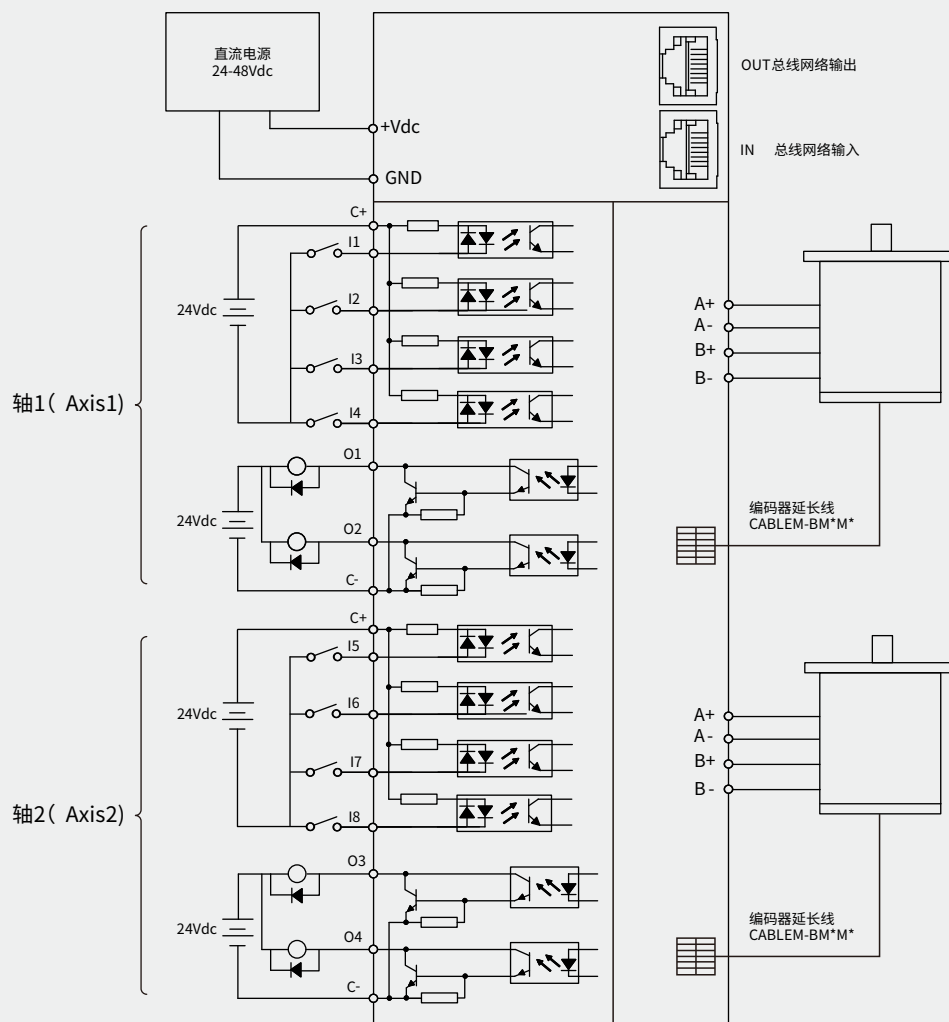 直流电源
24-48Vdc
+Vdc
GND
OUT总线网络输出
IN 总线网络输入
轴1( Axis1)
C+
I1
I2
24Vdc
I3
I4
O1
24Vdc
O2
C-
A+
A-
B+
B-
编码器延长线
CABLEM-BM*M*
轴2( Axis2)
C+
I5
I6
24Vdc
I7
I8
O3
24Vdc
O4
C-
A+
A-
B+
B-
编码器延长线
CABLEM-BM*M*